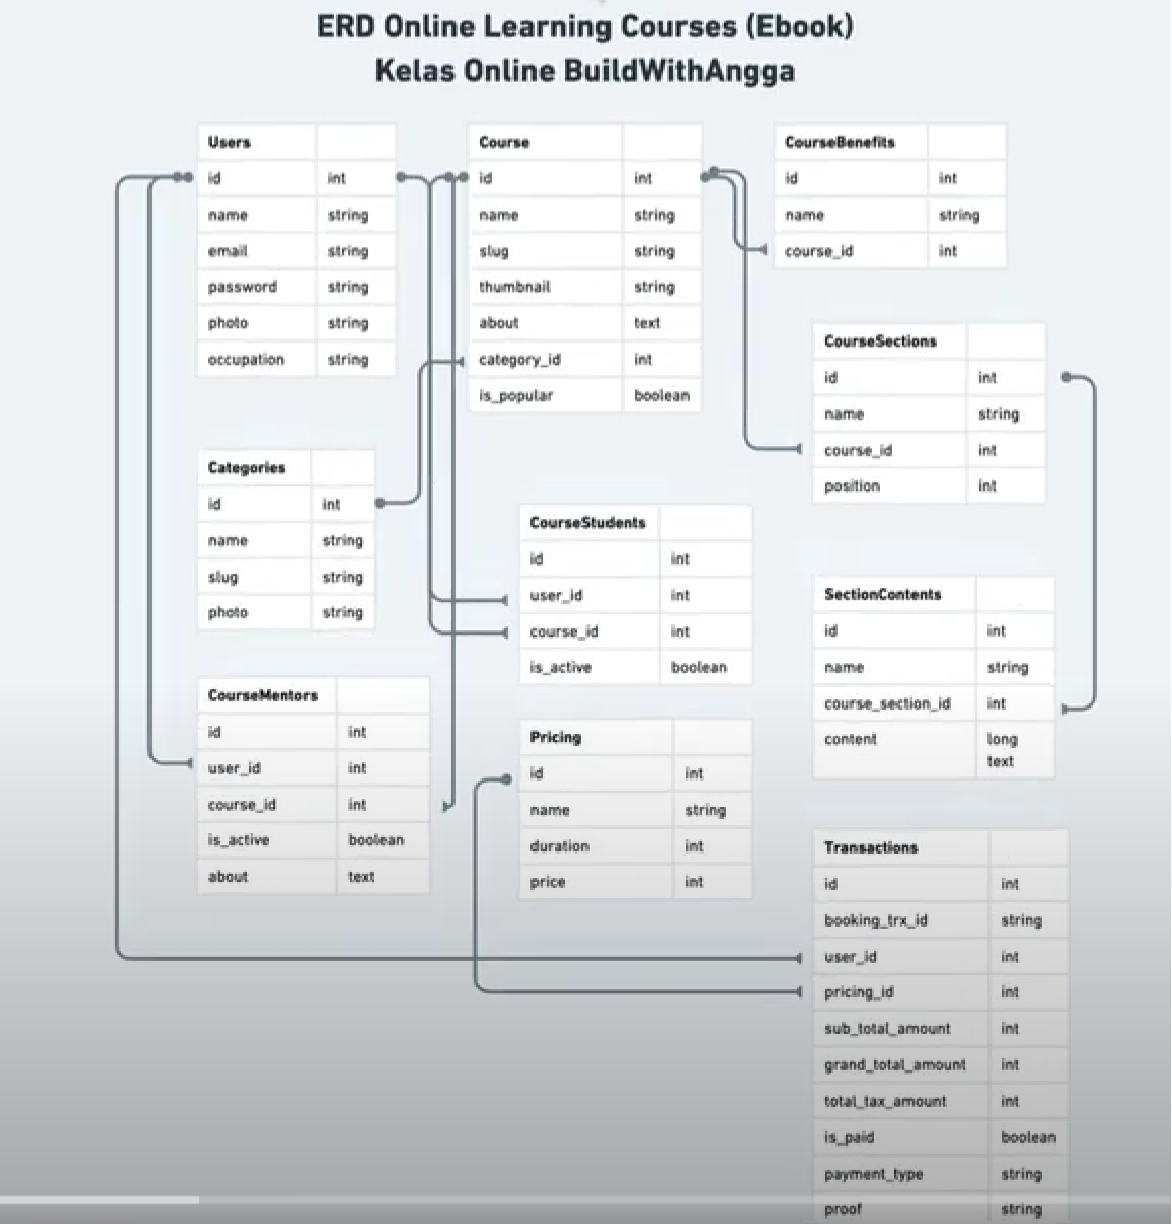 ERD Online Learning Courses (Ebook)
Kelas Online BuildWithAngga
Users
id int
name string
email string
password string
photo string
occupation string
Course
id int
name string
slug string
thumbnail string
about text
category_id int
is_popular boolean
CourseBenefits
id int
name string
course_id int
CourseSections
id int
name string
course_id int
position int
Categories
id int
name string
slug string
photo string
CourseStudents
id int
user_id int
course_id int
is_active boolean
SectionContents
id int
name string
course_section_id int
content long
text
CourseMentors
id int
user_id int
course_id int
is_active boolean
about text
Pricing
id int
name string
duration int
price int
Transactions
id int
booking_trx_id string
user_id int
pricing_id int
sub_total_amount int
grand_total_amount int
total_tax_amount int
is_paid boolean
payment_type string
proof string